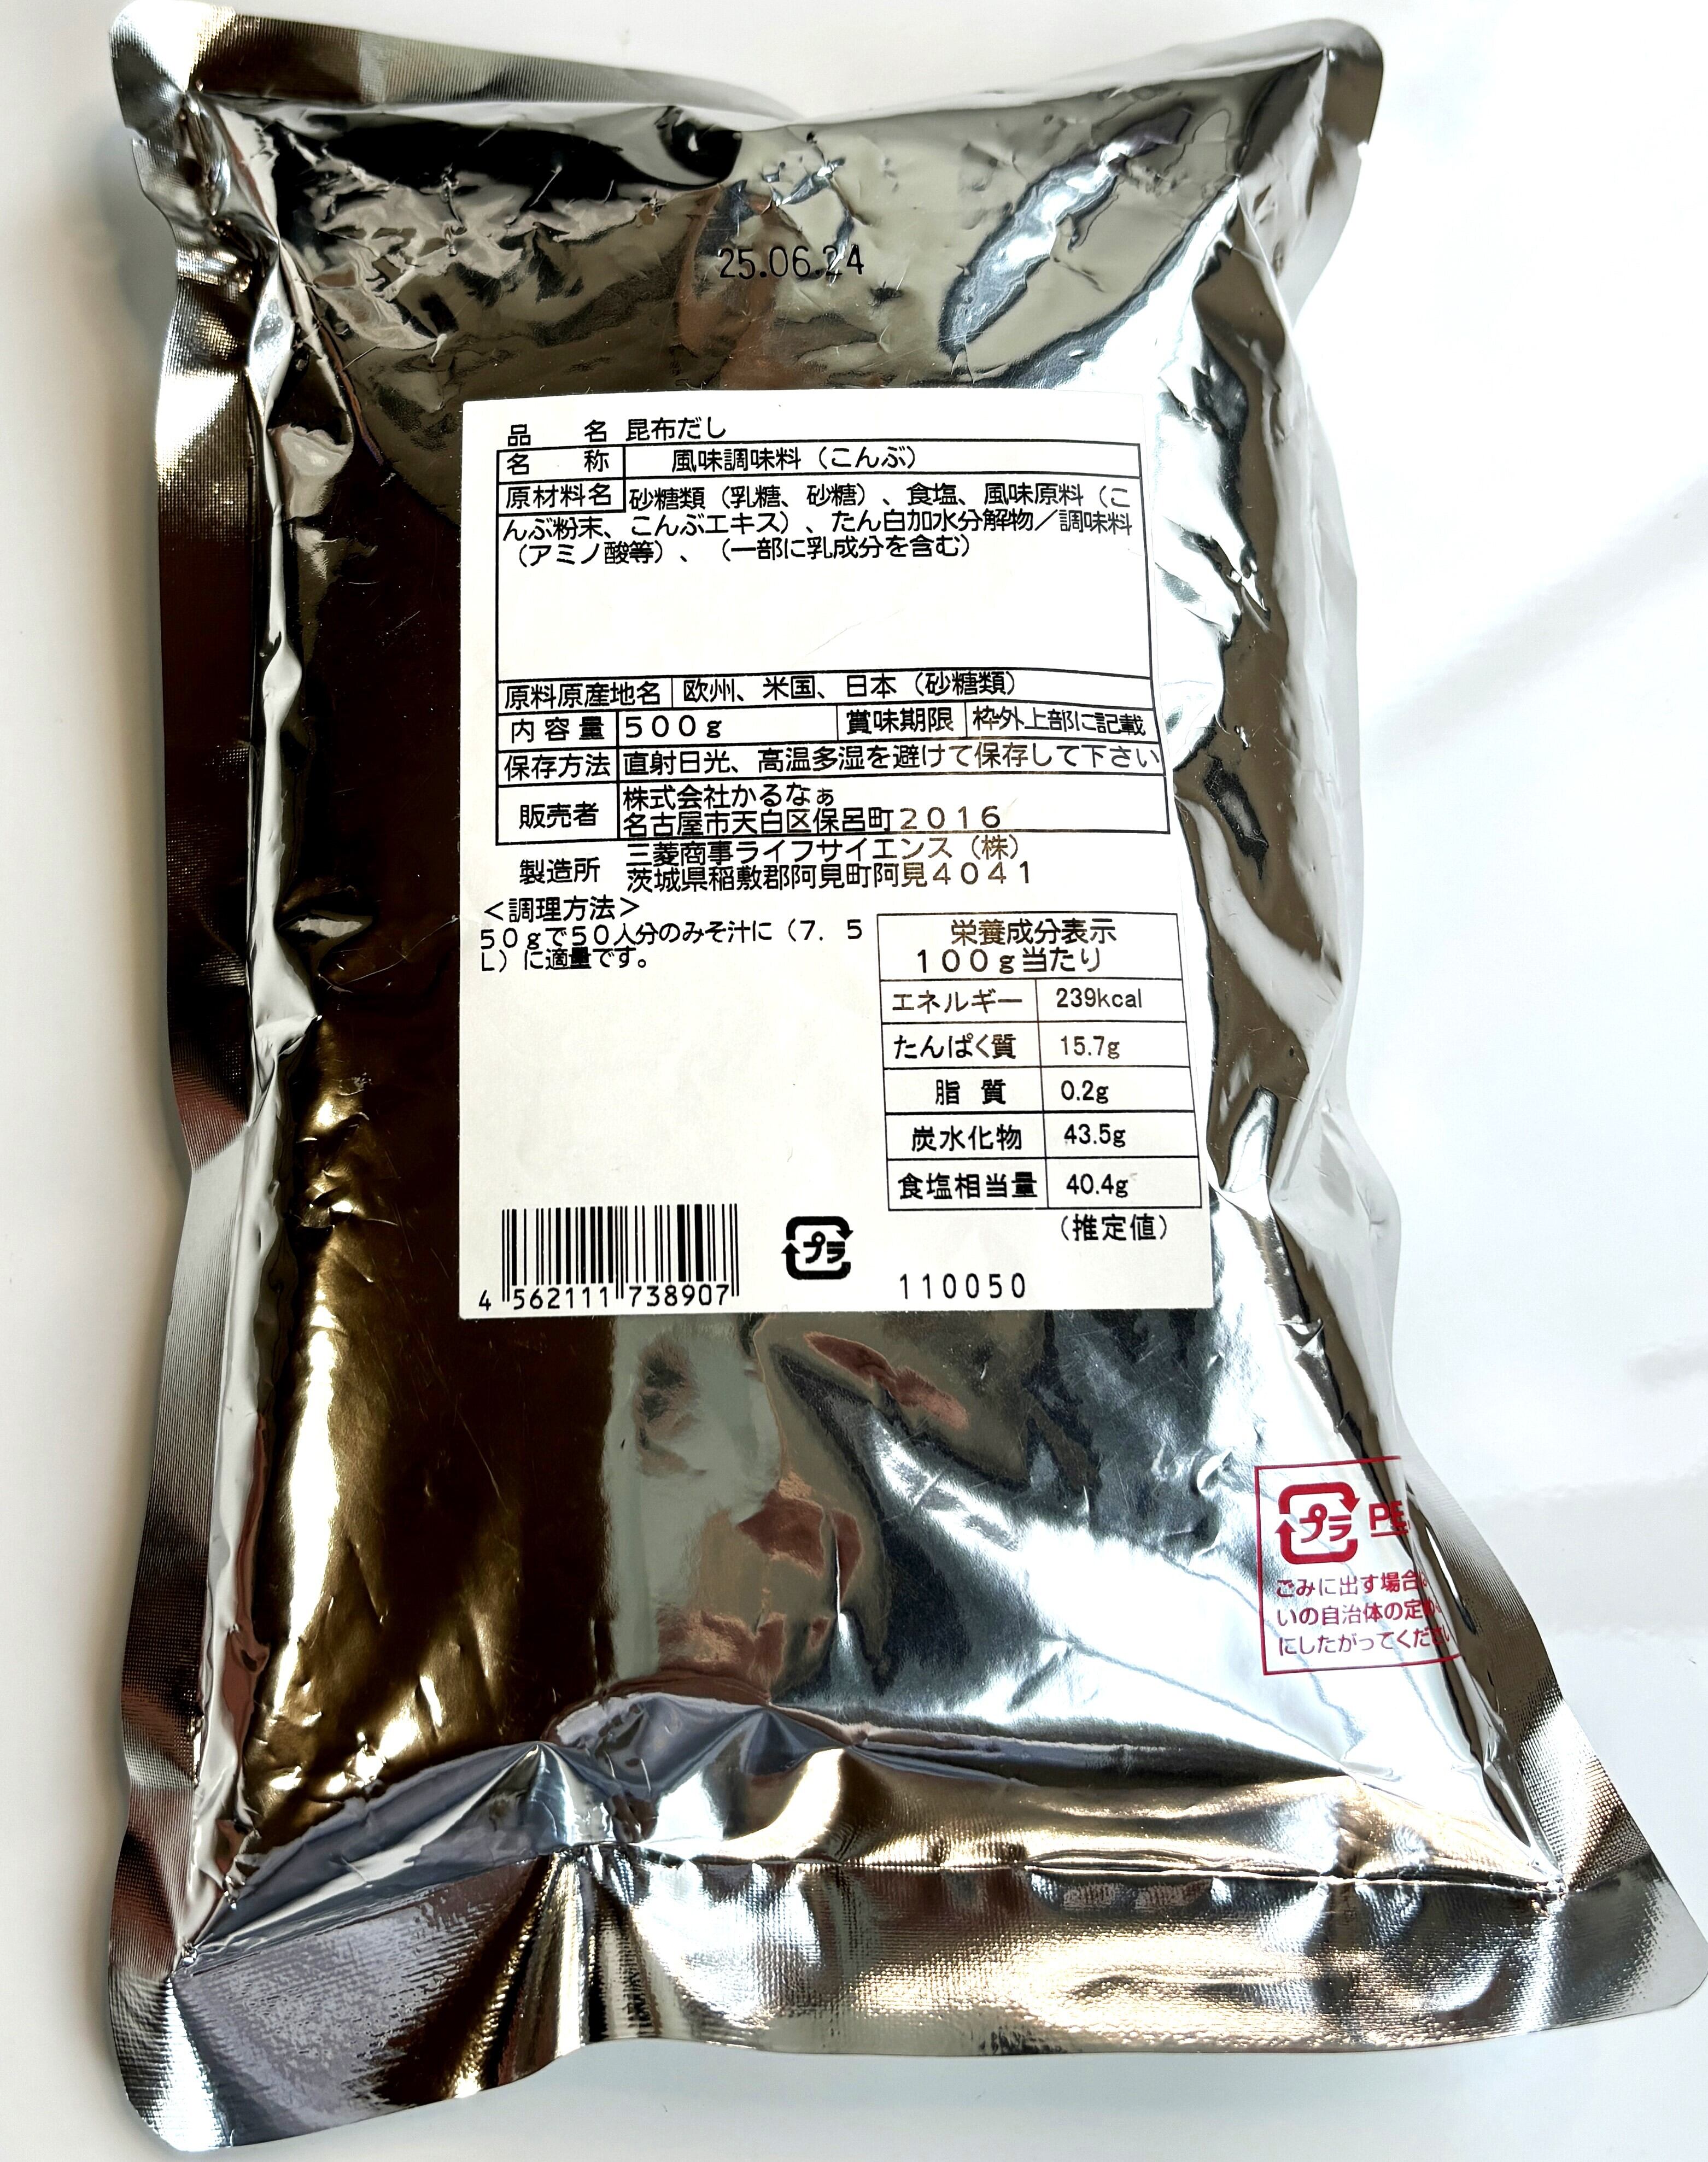 25.06.24
品 名 昆布だし
名 称 風味調味料（こんぶ）
原材料名 砂糖類（乳糖、砂糖）、食塩、風味原料（こ
んぶ粉末、こんぶエキス）、たん白加水分解物／調味料
（アミノ酸等）、（一部に乳成分を含む）
原料原産地名 欧州、米国、日本（砂糖類）
内容量 500g 賞味期限 枠外上部に記載
保存方法 直射日光、高温多湿を避けて保存して下さい
販売者 株式会社かるなぁ
名古屋市天白区保呂町2016
製造所 三菱商事ライフサイエンス（株）
茨城県稲敷郡阿見町阿見4041
＜調理方法＞
50gで50人分のみそ汁に（7.5
L）に適量です。
栄養成分表示
100g当たり
エネルギー 239kcal
たんぱく質 15.7g
脂質 0.2g
炭水化物 43.5g
食塩相当量 40.4g
（推定値）
プラ
110050
4 562111 738907
プラ PE
ごみに出す場合
いの自治体の定
にしたがってくだ